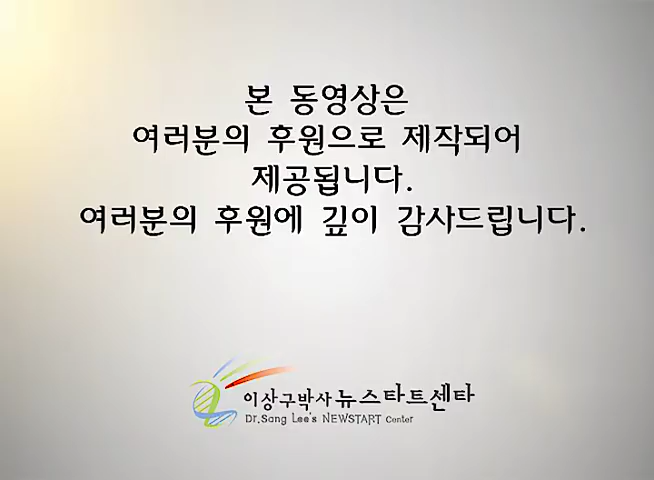 본 동영상은
여러분의 후원으로 제작되어
제공됩니다.
여러분의 후원에 깊이 감사드립니다.
이상구박사 뉴스타트센타
Dr.Sang Lee's NEWSTART Center